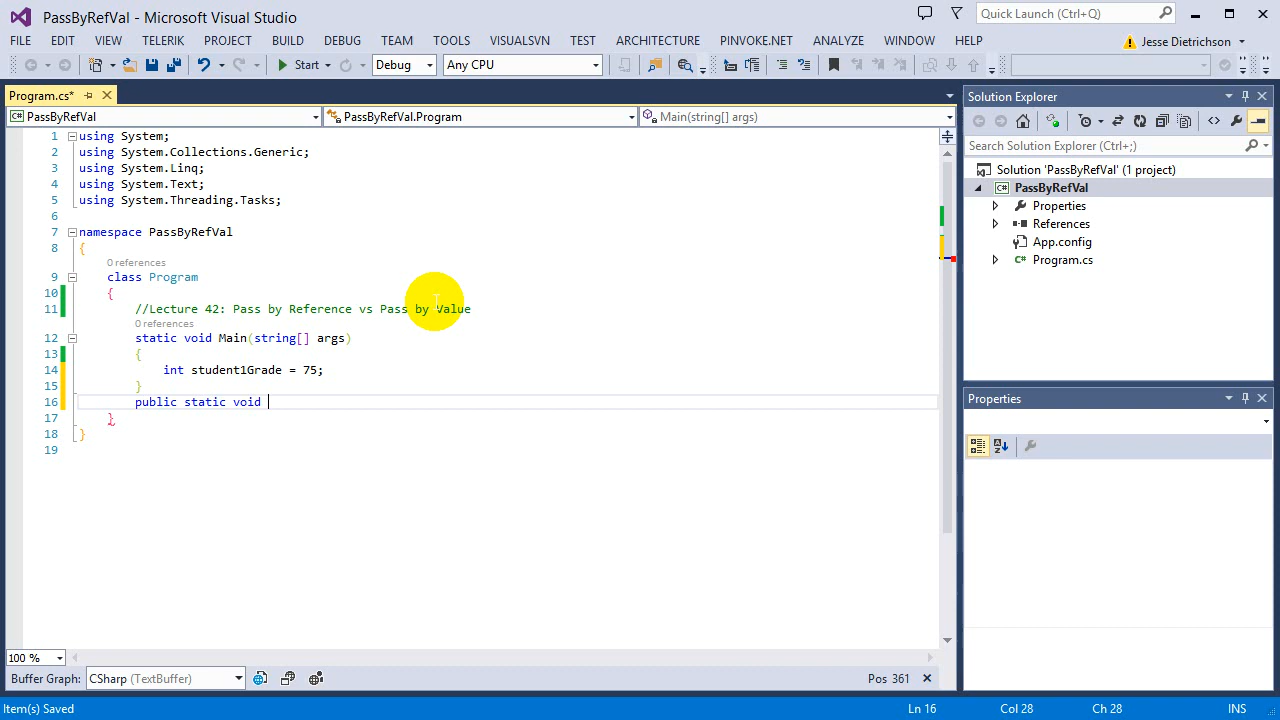 PassByRefVal - Microsoft Visual Studio
Quick Launch (Ctrl+Q)
FILE EDIT VIEW TELERIK PROJECT BUILD DEBUG TEAM TOOLS VISUALSVN TEST ARCHITECTURE PINVOKE.NET ANALYZE WINDOW HELP
Jesse Dietrichson
Start Debug Any CPU
Program.cs*
PassByRefVal PassByRefVal.Program Main(string[] args)
1 using System;
2 using System.Collections.Generic;
3 using System.Linq;
4 using System.Text;
5 using System.Threading.Tasks;
6
7 namespace PassByRefVal
8 {
0 references
9 class Program
10 {
11 //Lecture 42: Pass by Reference vs Pass by Value
0 references
12 static void Main(string[] args)
13 {
14 int student1Grade = 75;
15 }
16 public static void
17 }
18 }
19
100 %
Buffer Graph: CSharp (TextBuffer) Pos 361
Solution Explorer
Search Solution Explorer (Ctrl+;)
Solution 'PassByRefVal' (1 project)
C# PassByRefVal
Properties
References
App.config
C# Program.cs
Properties
Item(s) Saved Ln 16 Col 28 Ch 28 INS